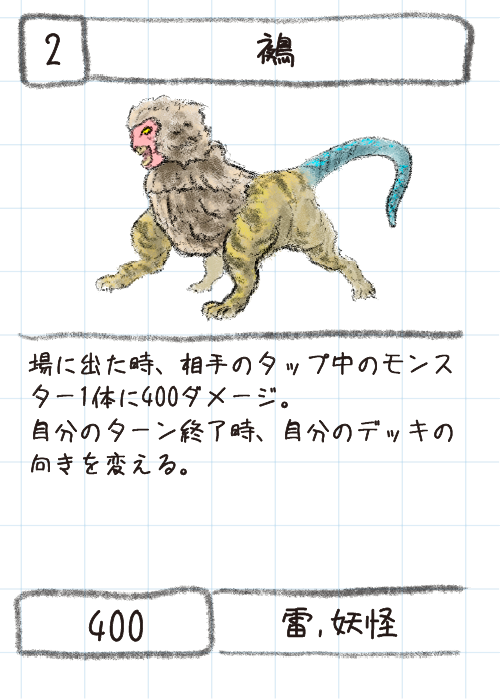 2
鵺
場に出た時、相手のタップ中のモンス
ター1体に400ダメージ。
自分のターン終了時、自分のデッキの
向きを変える。
400
雷,妖怪